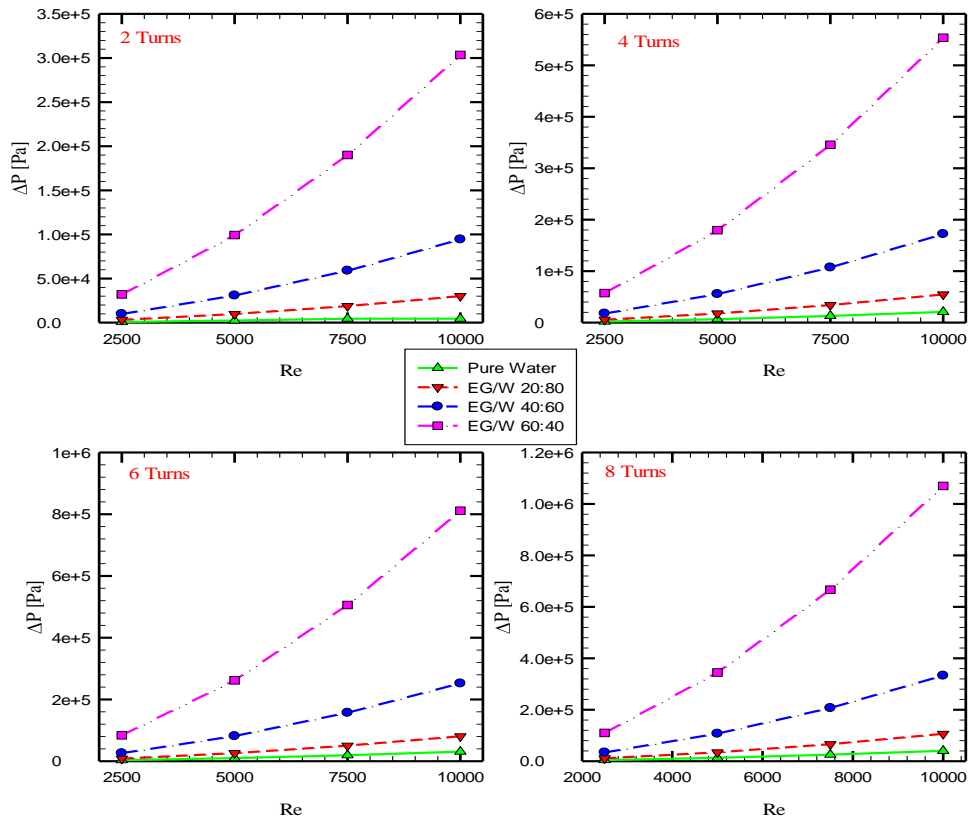 2 Turns
3.5e+5
3.0e+5
2.5e+5
2.0e+5
1.5e+5
1.0e+5
5.0e+4
0.0
ΔP [Pa]
2500 5000 7500 10000
Re
4 Turns
6e+5
5e+5
4e+5
3e+5
2e+5
1e+5
0
ΔP [Pa]
2500 5000 7500 10000
Re
Pure Water
EG/W 20:80
EG/W 40:60
EG/W 60:40
6 Turns
1e+6
8e+5
6e+5
4e+5
2e+5
0
ΔP [Pa]
2500 5000 7500 10000
Re
8 Turns
1.2e+6
1.0e+6
8.0e+5
6.0e+5
4.0e+5
2.0e+5
0.0
ΔP [Pa]
2000 4000 6000 8000 10000
Re